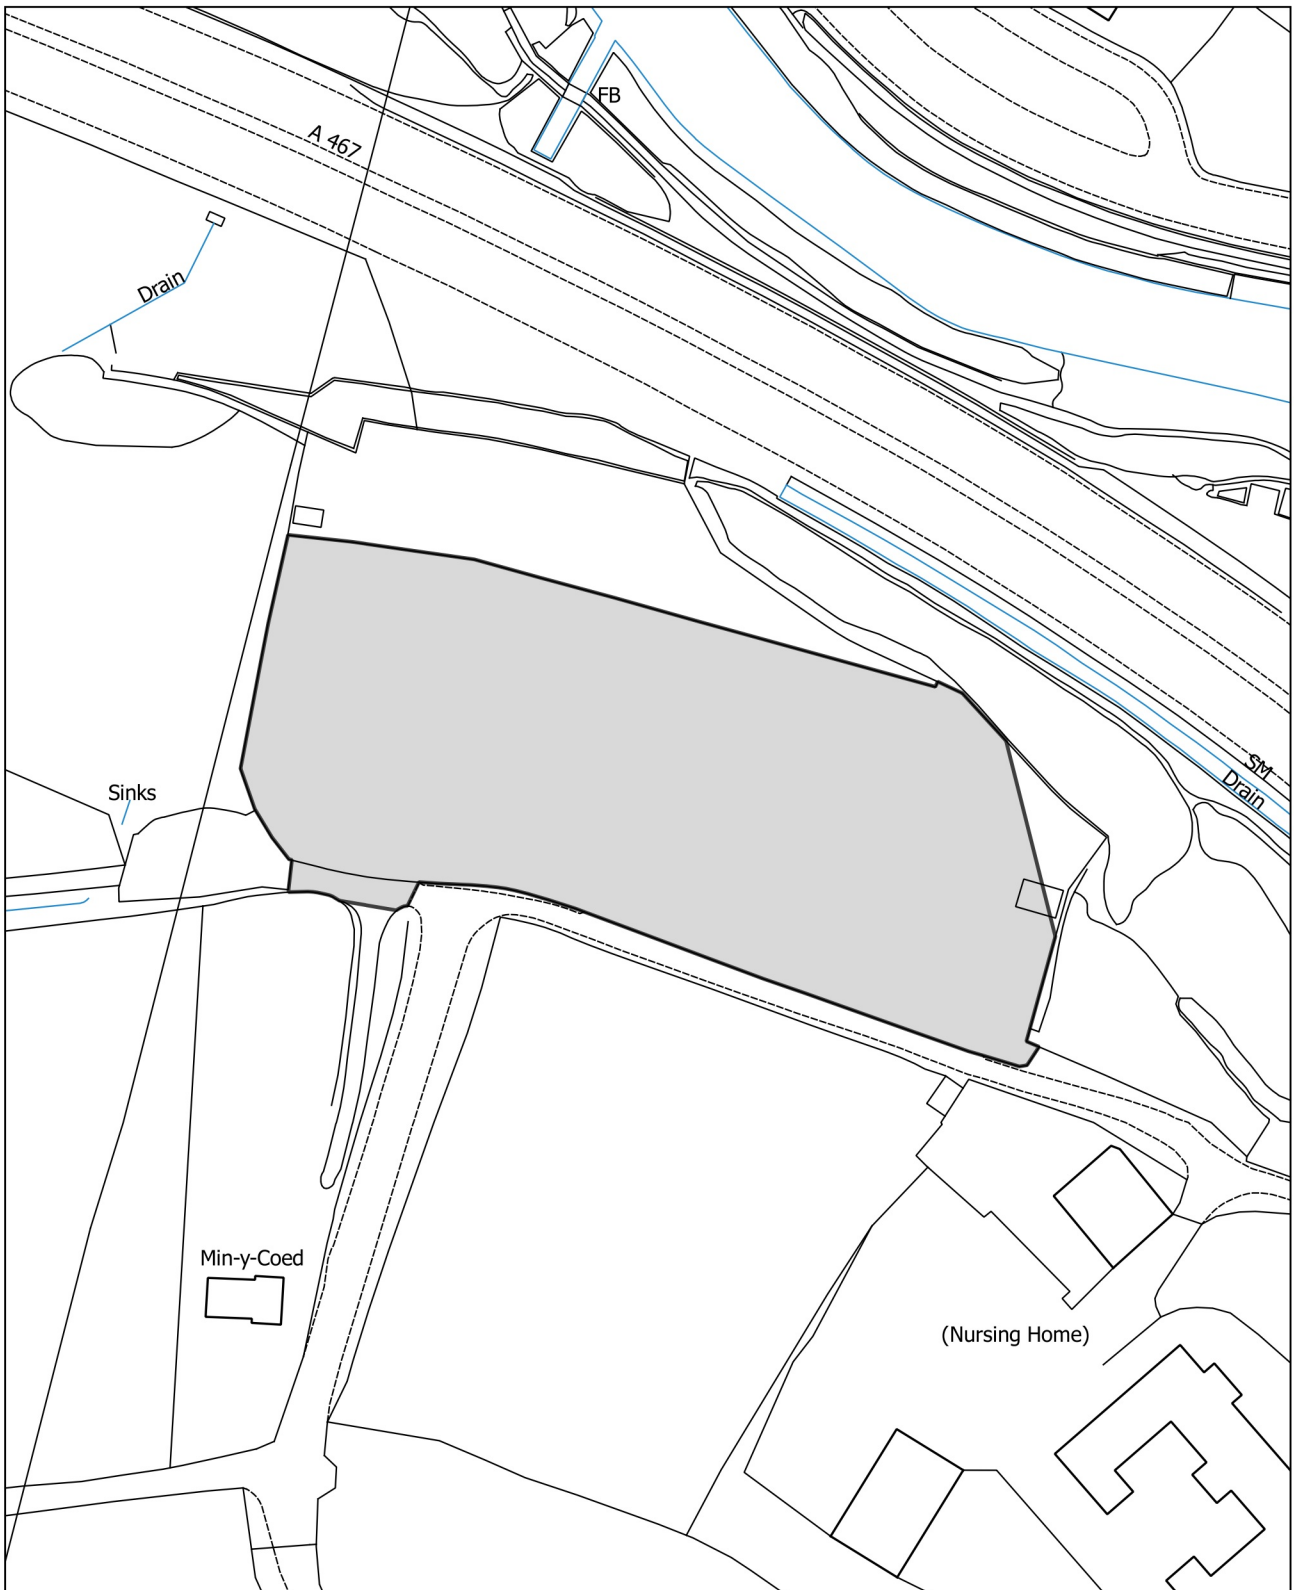 FB
A 467
Drain
SM
Drain
Sinks
Min-y-Coed
(Nursing Home)